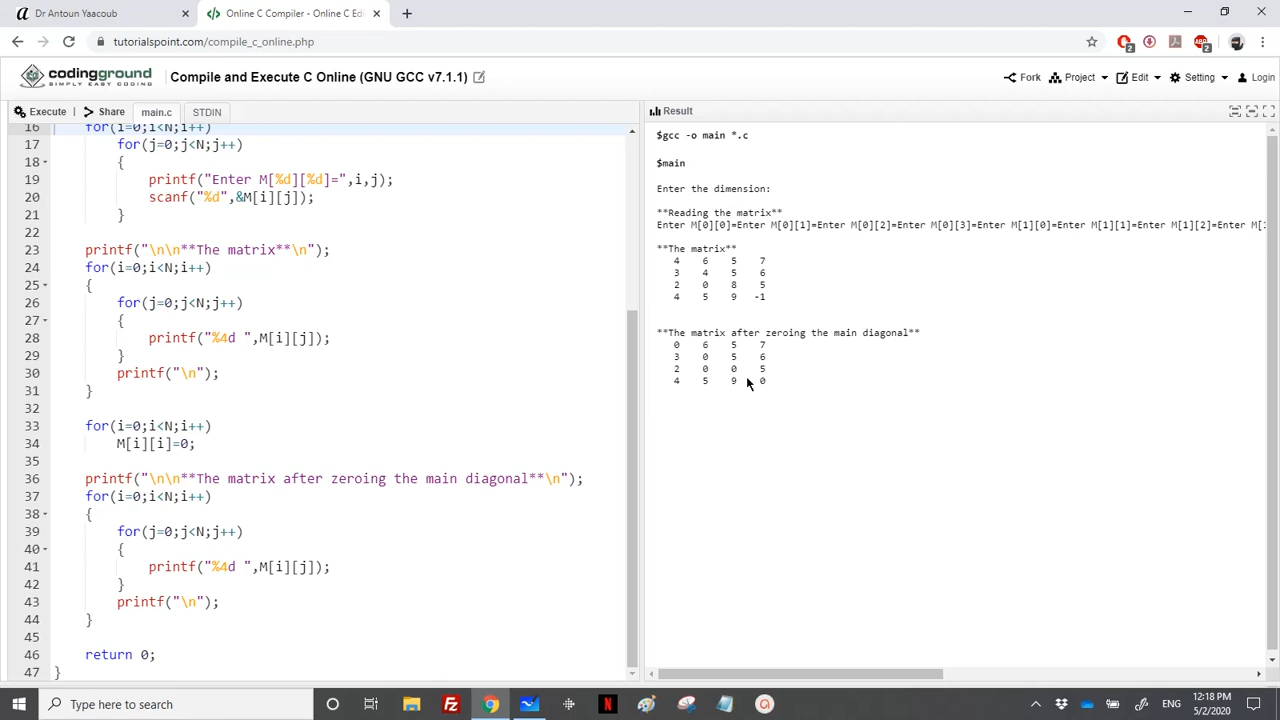 Dr Antoun Yaacoub
Online C Compiler - Online C Edi
tutorialspoint.com/compile_c_online.php
2
2
codingground
SIMPLY EASY CODING
Compile and Execute C Online (GNU GCC v7.1.1)
Fork
Project
Edit
Setting
Login
Execute
Share
main.c
STDIN
16 for(i=0;i<N;i++)
17 for(j=0;j<N;j++)
18 {
19 printf("Enter M[%d][%d]=",i,j);
20 scanf("%d",&M[i][j]);
21 }
22
23 printf("\n\n**The matrix**\n");
24 for(i=0;i<N;i++)
25 {
26 for(j=0;j<N;j++)
27 {
28 printf("%4d ",M[i][j]);
29 }
30 printf("\n");
31 }
32
33 for(i=0;i<N;i++)
34 M[i][i]=0;
35
36 printf("\n\n**The matrix after zeroing the main diagonal**\n");
37 for(i=0;i<N;i++)
38 {
39 for(j=0;j<N;j++)
40 {
41 printf("%4d ",M[i][j]);
42 }
43 printf("\n");
44 }
45
46 return 0;
47 }
Result
$gcc -o main *.c
$main
Enter the dimension:
**Reading the matrix**
Enter M[0][0]=Enter M[0][1]=Enter M[0][2]=Enter M[0][3]=Enter M[1][0]=Enter M[1][1]=Enter M[1][2]=Enter M[
**The matrix**
4 6 5 7
3 4 5 6
2 0 8 5
4 5 9 -1
**The matrix after zeroing the main diagonal**
0 6 5 7
3 0 5 6
2 0 0 5
4 5 9 0
Type here to search
ENG
12:18 PM
5/2/2020